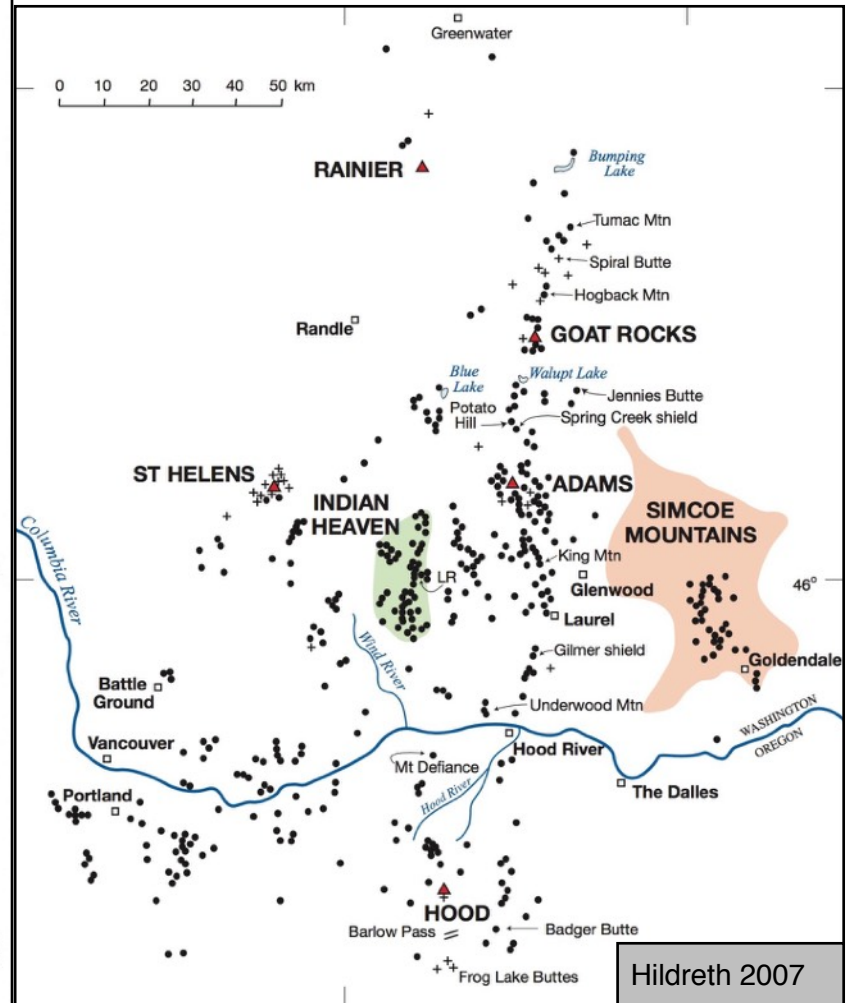 Greenwater
0 10 20 30 40 50 km
RAINIER
Bumping
Lake
Tumac Mtn
Spiral Butte
Hogback Mtn
Randle
GOAT ROCKS
Blue
Lake
Walupt Lake
Jennies Butte
Potato
Hill
Spring Creek shield
ST HELENS
ADAMS
INDIAN
HEAVEN
SIMCOE
MOUNTAINS
Columbia River
King Mtn
LR
Glenwood
46°
Laurel
Wind River
Gilmer shield
Goldendale
Battle
Ground
Underwood Mtn
WASHINGTON
OREGON
Vancouver
Hood River
Mt Defiance
Portland
Hood River
The Dalles
HOOD
Barlow Pass
Badger Butte
Frog Lake Buttes
Hildreth 2007